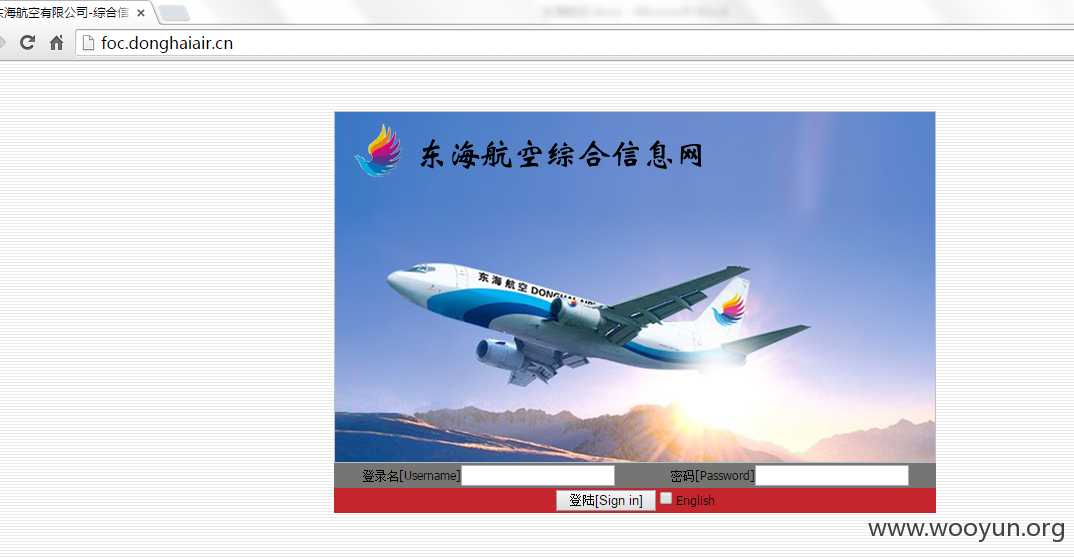 东海航空有限公司-综合信
foc.donghaiair.cn
东海航空综合信息网
东海航空 DONGHAI AIRLINES
登录名[Username] 密码[Password]
登陆[Sign in] English
www.wooyun.org